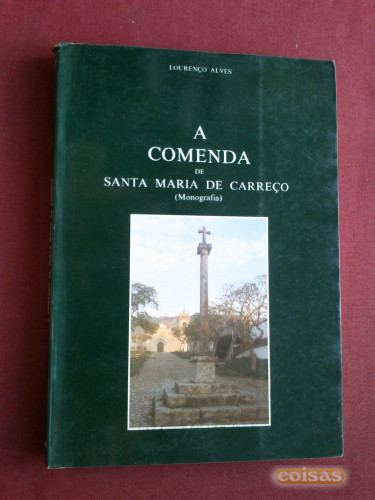 LOURENÇO ALVES
A
COMENDA
DE
SANTA MARIA DE CARREÇO
(Monografia)
coisas